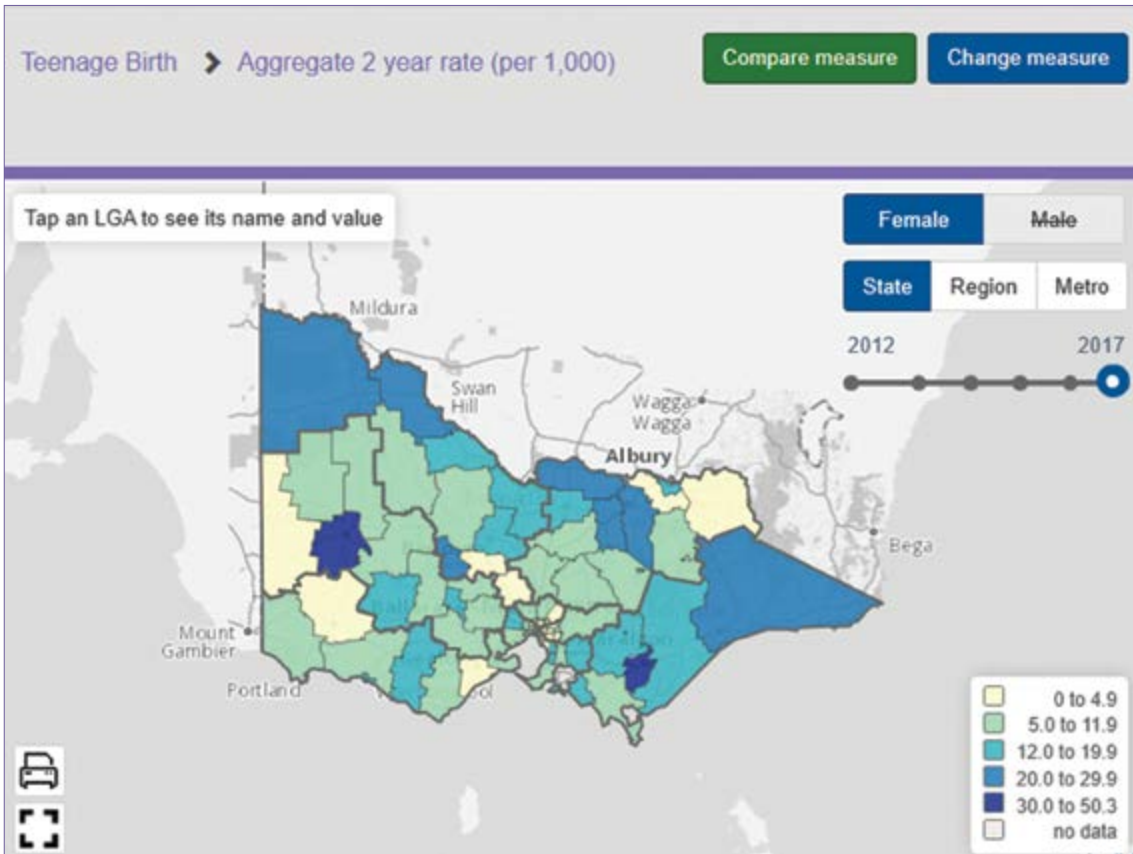 Teenage Birth > Aggregate 2 year rate (per 1,000)
Compare measure
Change measure
Tap an LGA to see its name and value
Female
Male
State
Region
Metro
2012
2017
Mildura
Swan
Hill
Wagga
Wagga
Albury
Bega
Mount
Gambier
Portland
0 to 4.9
5.0 to 11.9
12.0 to 19.9
20.0 to 29.9
30.0 to 50.3
no data